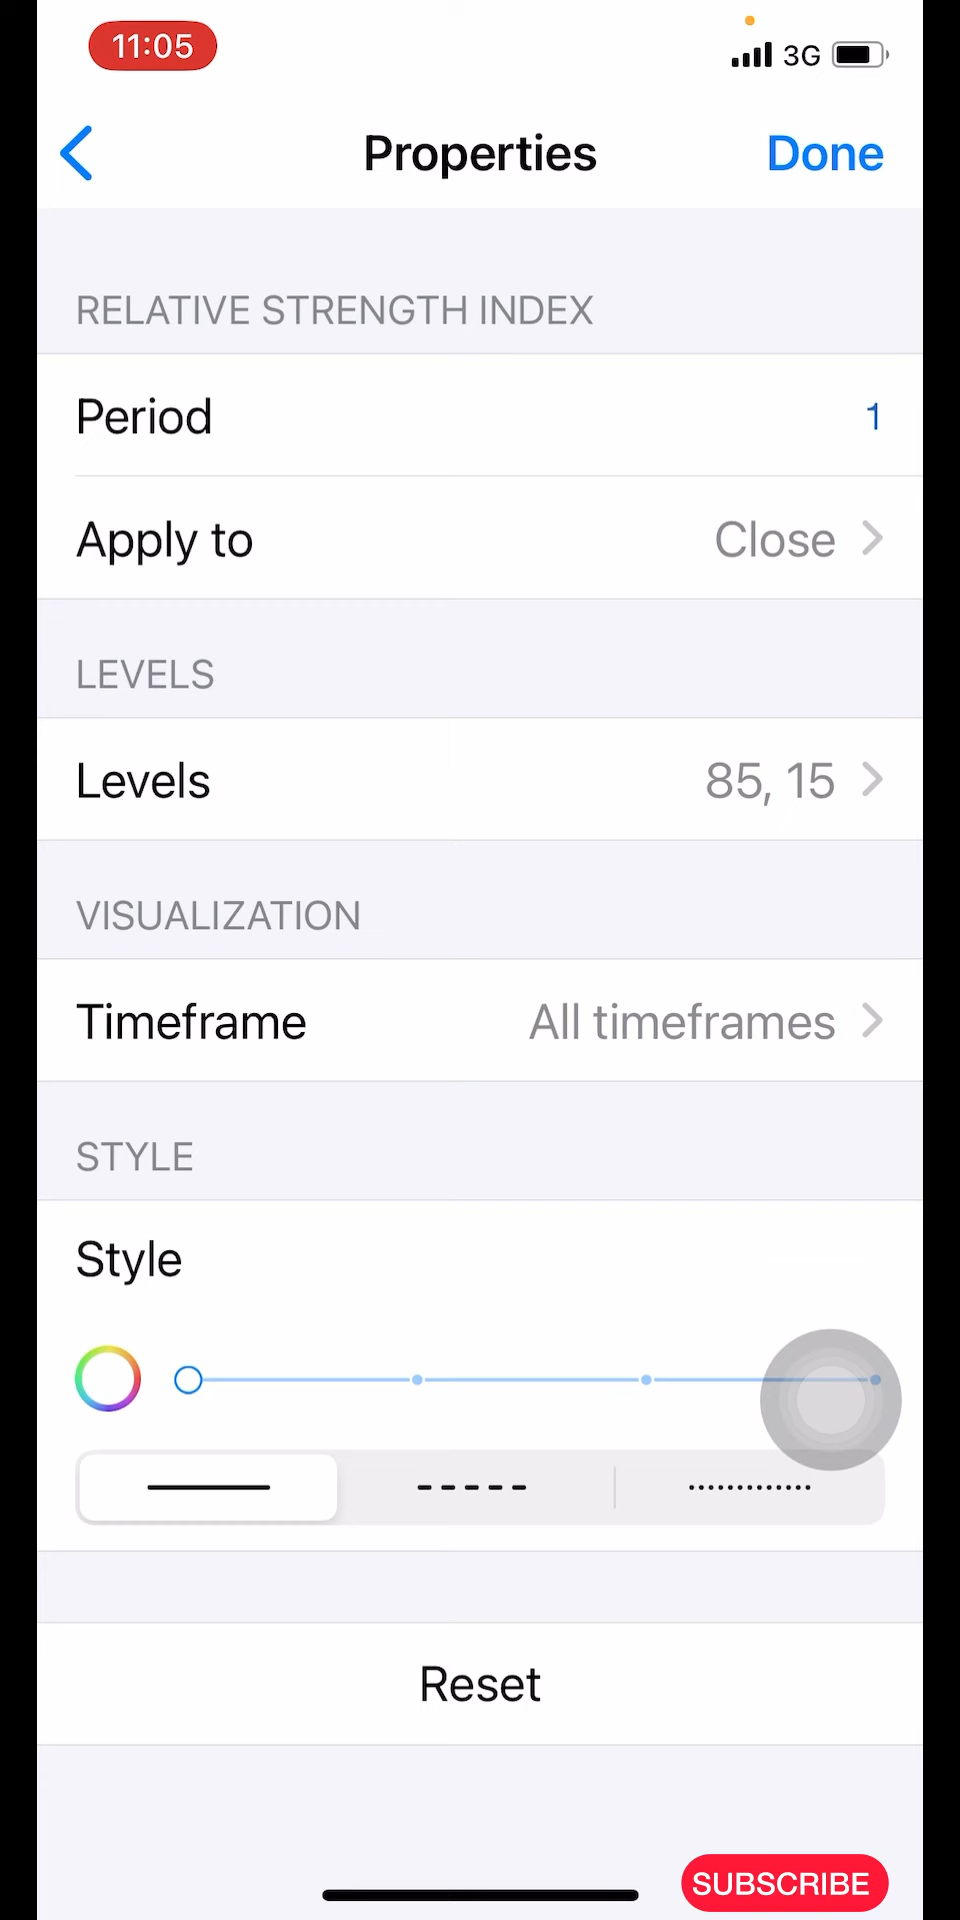 11:05
3G
Properties
Done
RELATIVE STRENGTH INDEX
Period
1
Apply to
Close
LEVELS
Levels
85, 15
VISUALIZATION
Timeframe
All timeframes
STYLE
Style
Reset
SUBSCRIBE